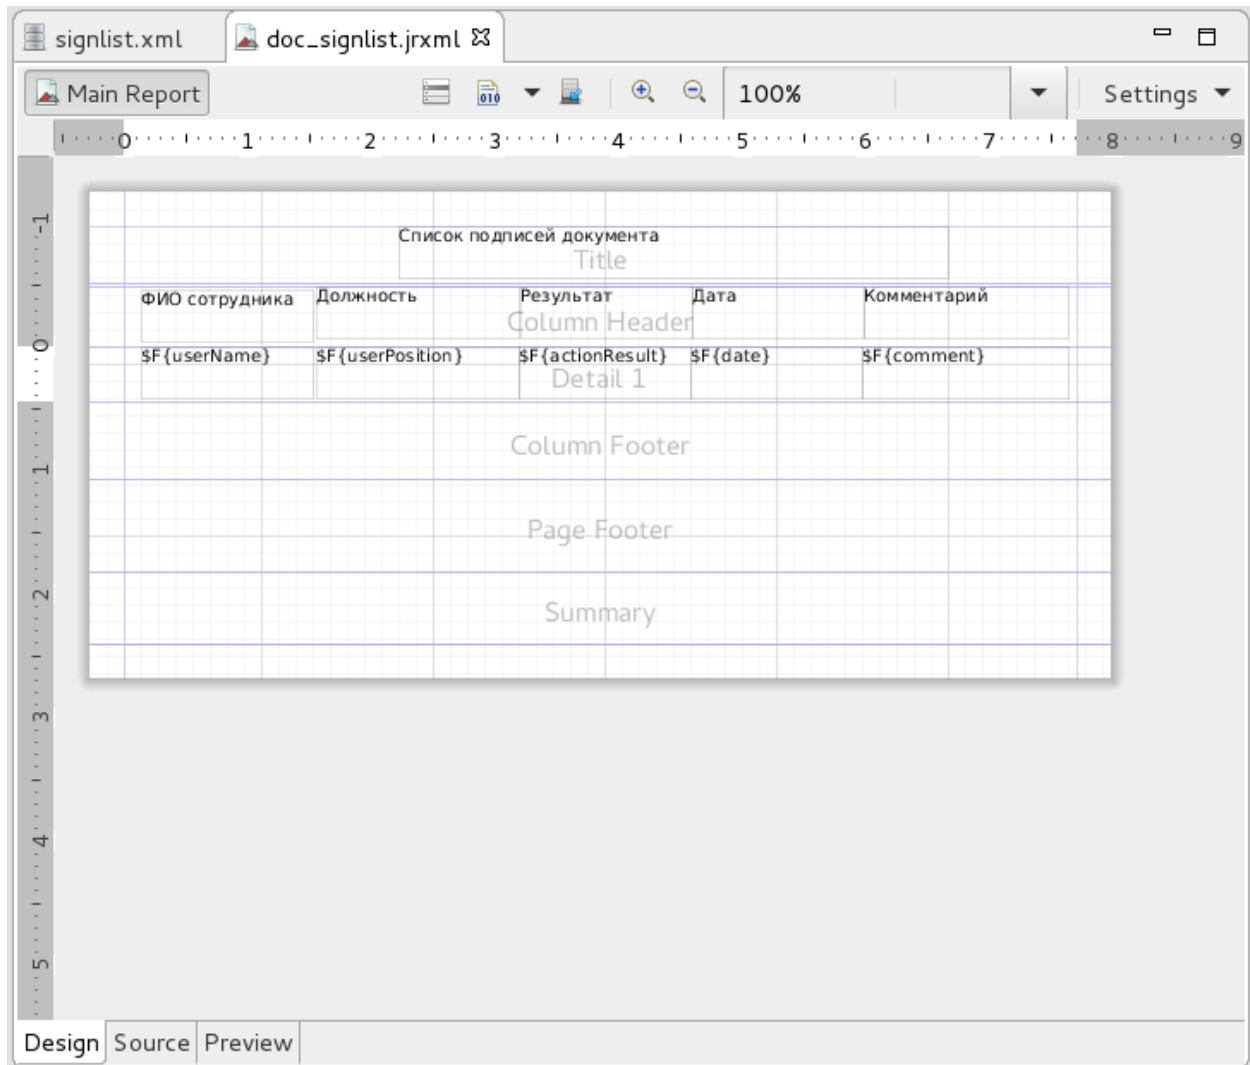 signlist.xml doc_signlist.jrxml
Main Report 100% Settings
0 1 2 3 4 5 6 7 8 9
-1
Список подписей документа
Title
ФИО сотрудника Должность Результат Дата Комментарий
Column Header
0
$F{userName} $F{userPosition} $F{actionResult} $F{date} $F{comment}
Detail 1
Column Footer
1
Page Footer
2
Summary
3
4
5
Design Source Preview